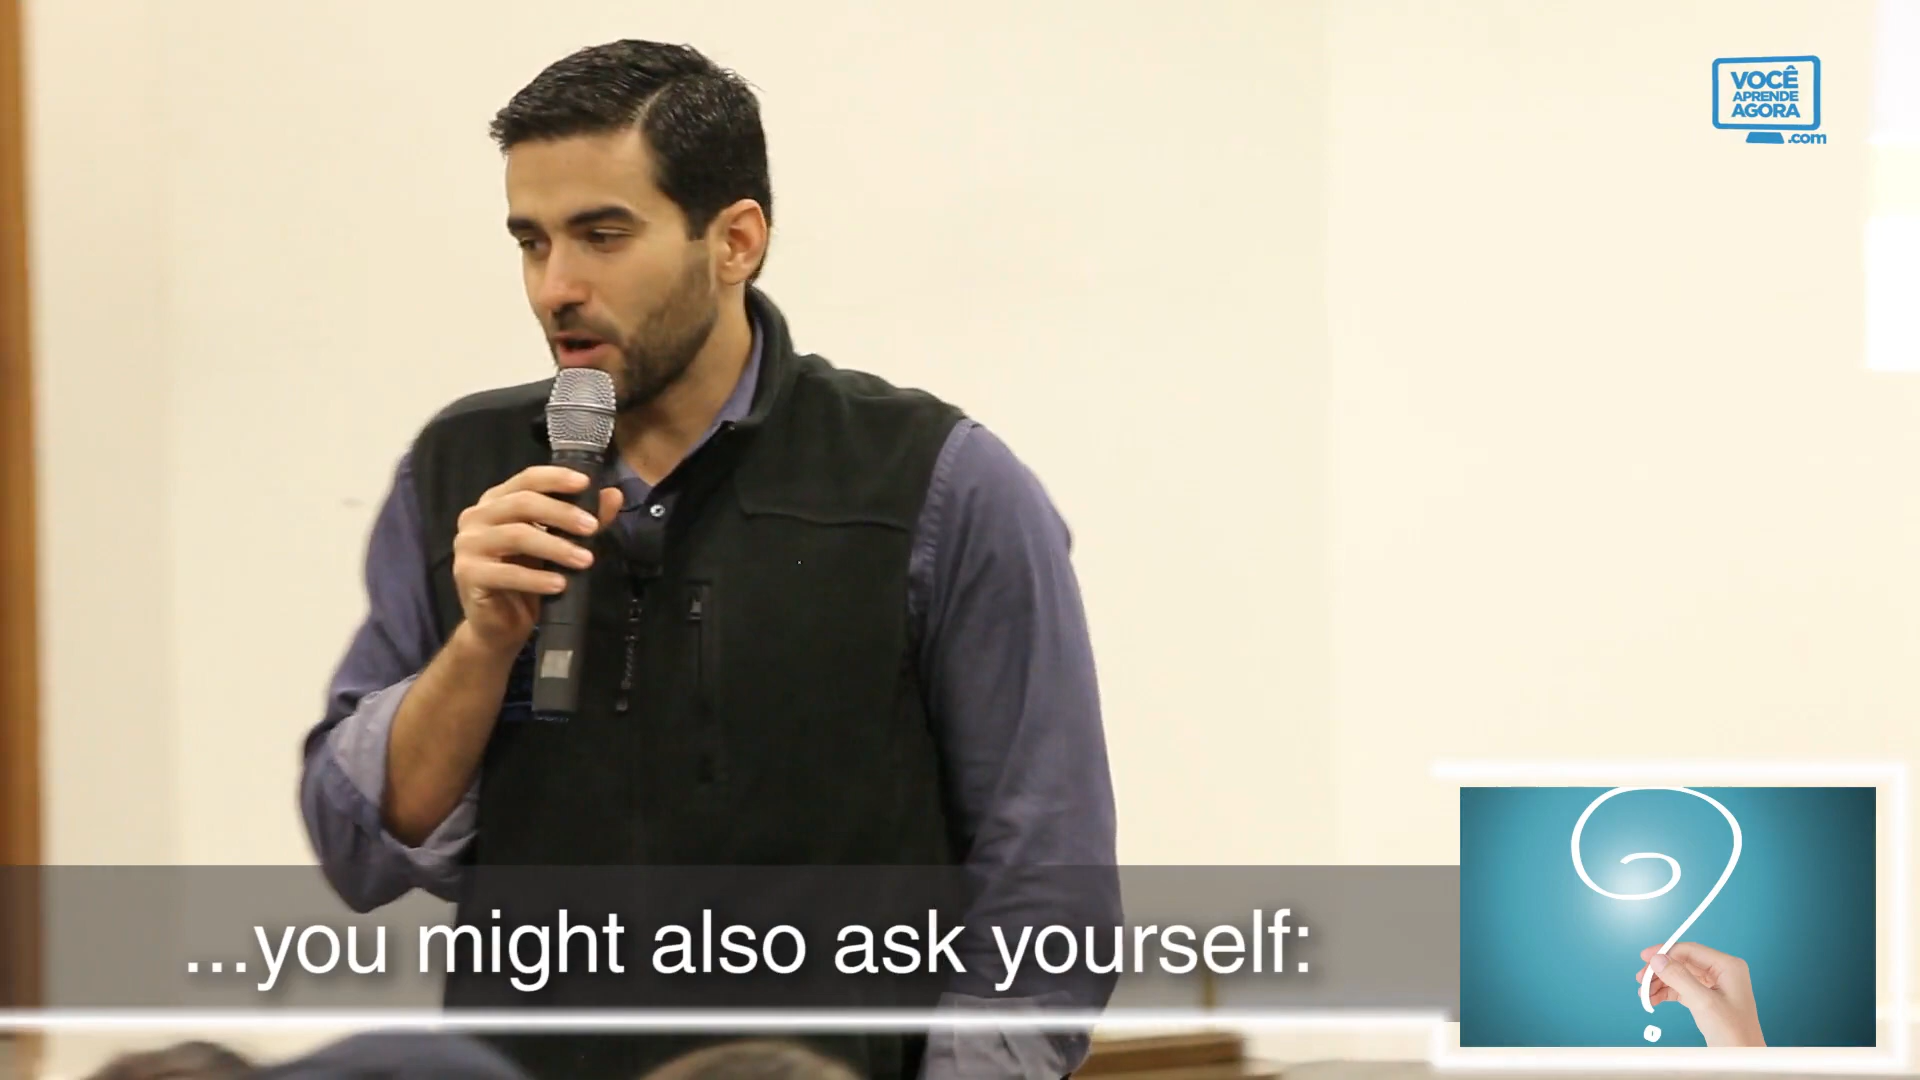 VOCÊ
APRENDE
AGORA
.com
...you might also ask yourself: